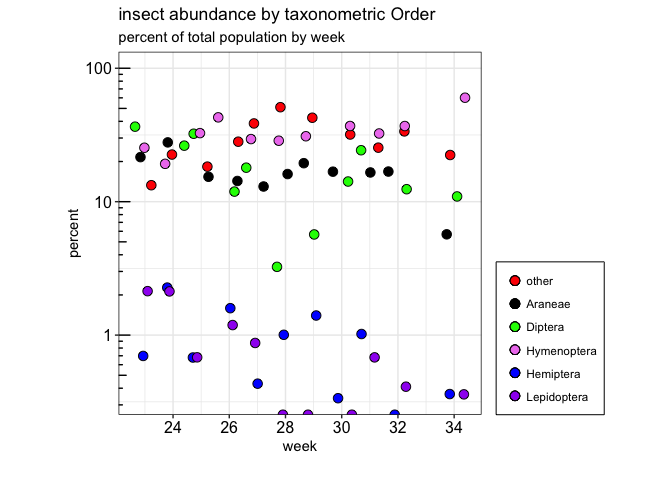 insect abundance by taxonometric Order
percent of total population by week
100
10
1
percent
24 26 28 30 32 34
week
other
Araneae
Diptera
Hymenoptera
Hemiptera
Lepidoptera